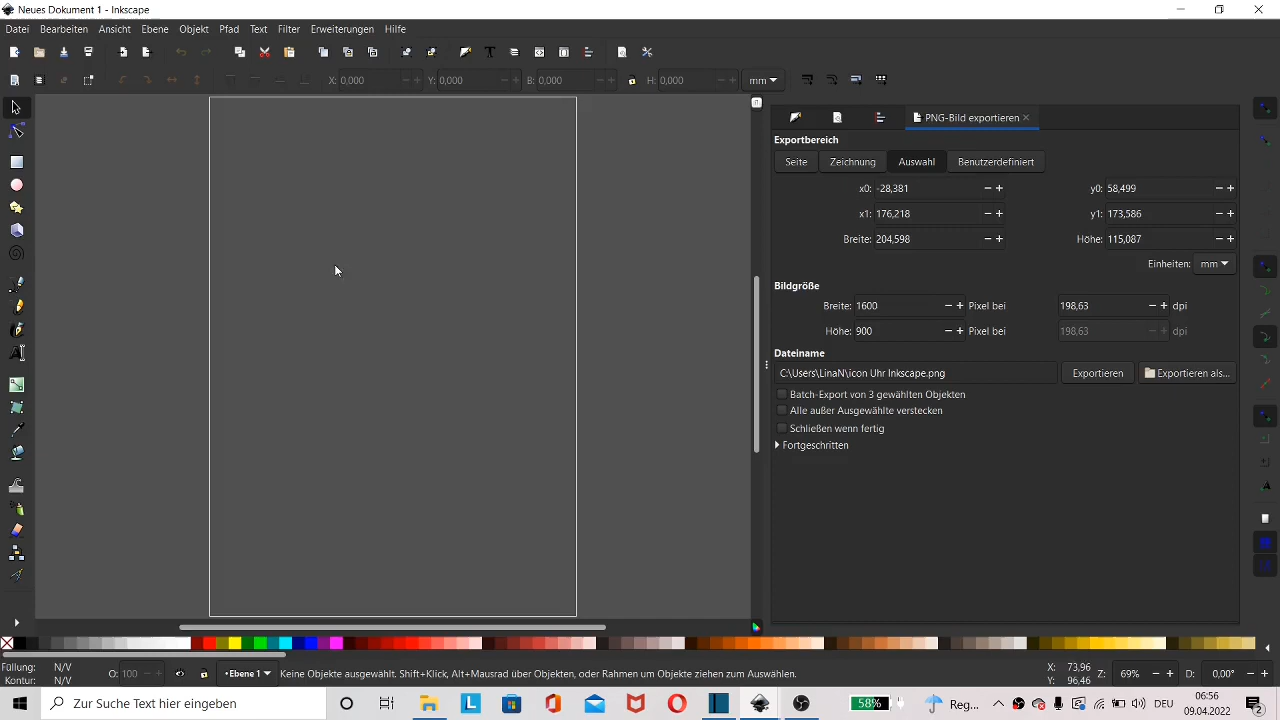 Neues Dokument 1 - Inkscape
Datei Bearbeiten Ansicht Ebene Objekt Pfad Text Filter Erweiterungen Hilfe
X: 0,000 Y: 0,000 B: 0,000 H: 0,000 mm
PNG-Bild exportieren
Exportbereich
Seite Zeichnung Auswahl Benutzerdefiniert
x0: -28,381 y0: 58,499
x1: 176,218 y1: 173,586
Breite: 204,598 Höhe: 115,087
Einheiten: mm
Bildgröße
Breite: 1600 Pixel bei 198,63 dpi
Höhe: 900 Pixel bei 198,63 dpi
Dateiname
C:\Users\LinaN\icon Uhr Inkscape.png Exportieren Exportieren als...
Batch-Export von 3 gewählten Objekten
Alle außer Ausgewählte verstecken
Schließen wenn fertig
Fortgeschritten
Füllung: N/V
Kontur: N/V
O: 100
Ebene 1
Keine Objekte ausgewählt. Shift+Klick, Alt+Mausrad über Objekten, oder Rahmen um Objekte ziehen zum Auswählen.
X: 73,96
Y: 96,46
Z: 69%
D: 0,00°
Zur Suche Text hier eingeben
58%
Reg...
DEU
06:56
09.04.2022
2